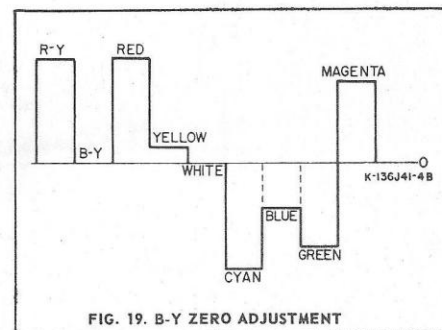 R-Y
RED
MAGENTA
YELLOW
B-Y
WHITE
O
K-136J41-4B
BLUE
GREEN
CYAN
FIG. 19. B-Y ZERO ADJUSTMENT